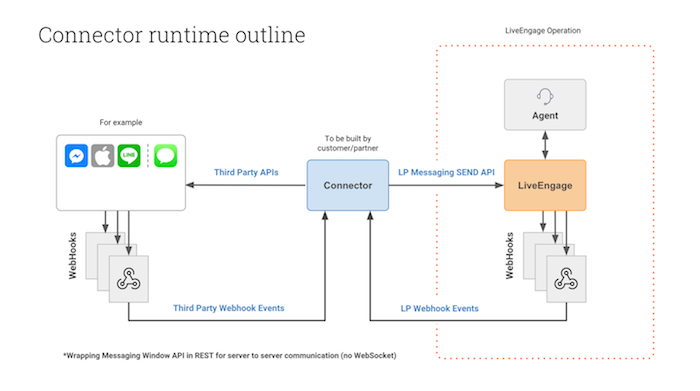 Connector runtime outline
LiveEngage Operation
For example
To be built by
customer/partner
Agent
LINE
Third Party APIs
Connector
LP Messaging SEND API
LiveEngage
WebHooks
WebHooks
Third Party Webhook Events
LP Webhook Events
*Wrapping Messaging Window API in REST for server to server communication (no WebSocket)